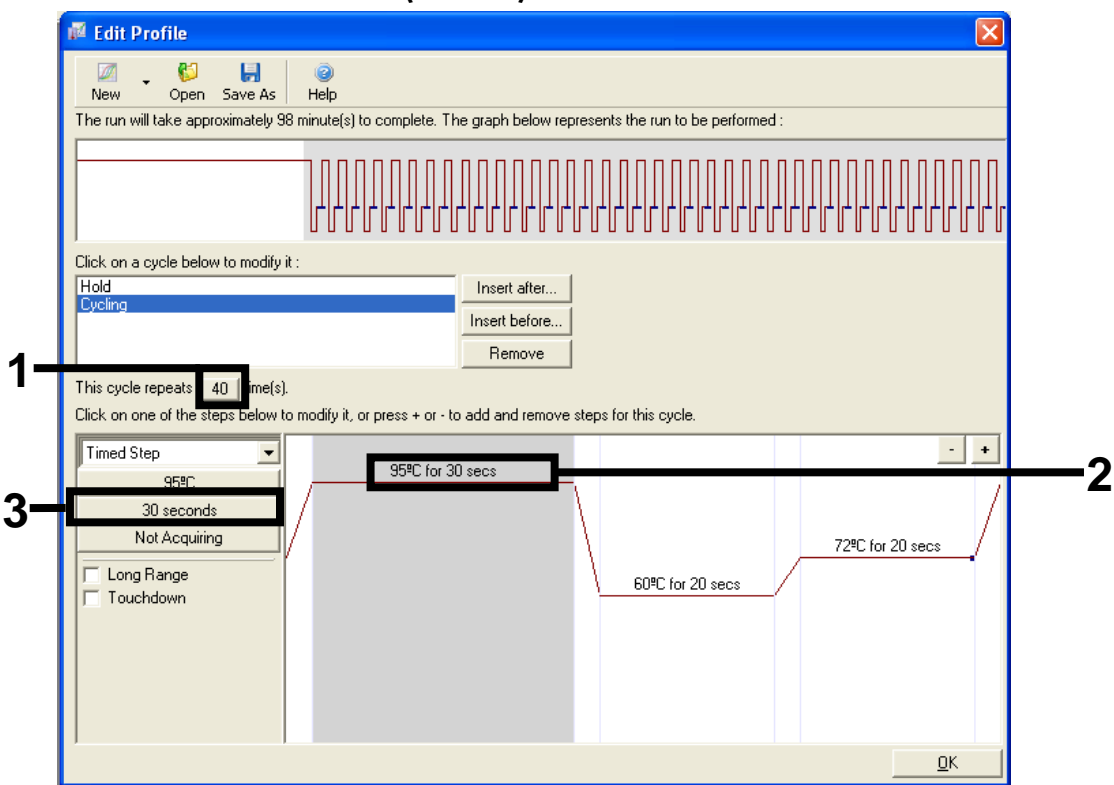 Edit Profile
New Open Save As Help
The run will take approximately 98 minute(s) to complete. The graph below represents the run to be performed :
Click on a cycle below to modify it :
Hold
Cycling
Insert after...
Insert before...
Remove
1
This cycle repeats 40 time(s).
Click on one of the steps below to modify it, or press + or - to add and remove steps for this cycle.
Timed Step
- +
95ºC
95ºC for 30 secs
2
3
30 seconds
Not Acquiring
72ºC for 20 secs
Long Range
60ºC for 20 secs
Touchdown
OK